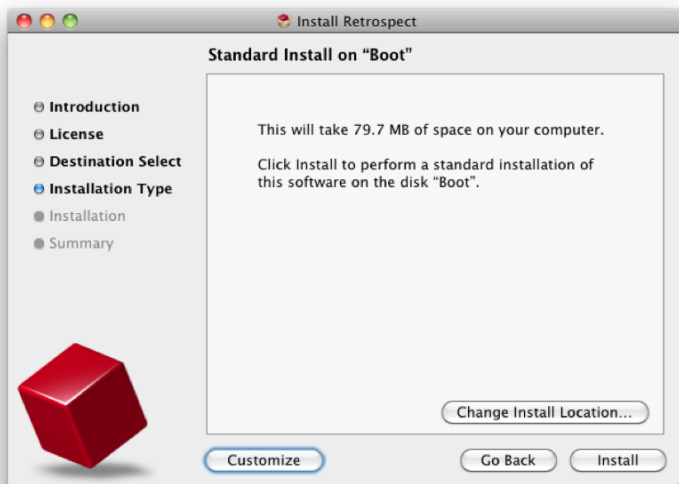 Install Retrospect
Standard Install on “Boot”
Introduction
License
Destination Select
Installation Type
Installation
Summary
This will take 79.7 MB of space on your computer.
Click Install to perform a standard installation of
this software on the disk “Boot”.
Change Install Location...
Customize
Go Back
Install